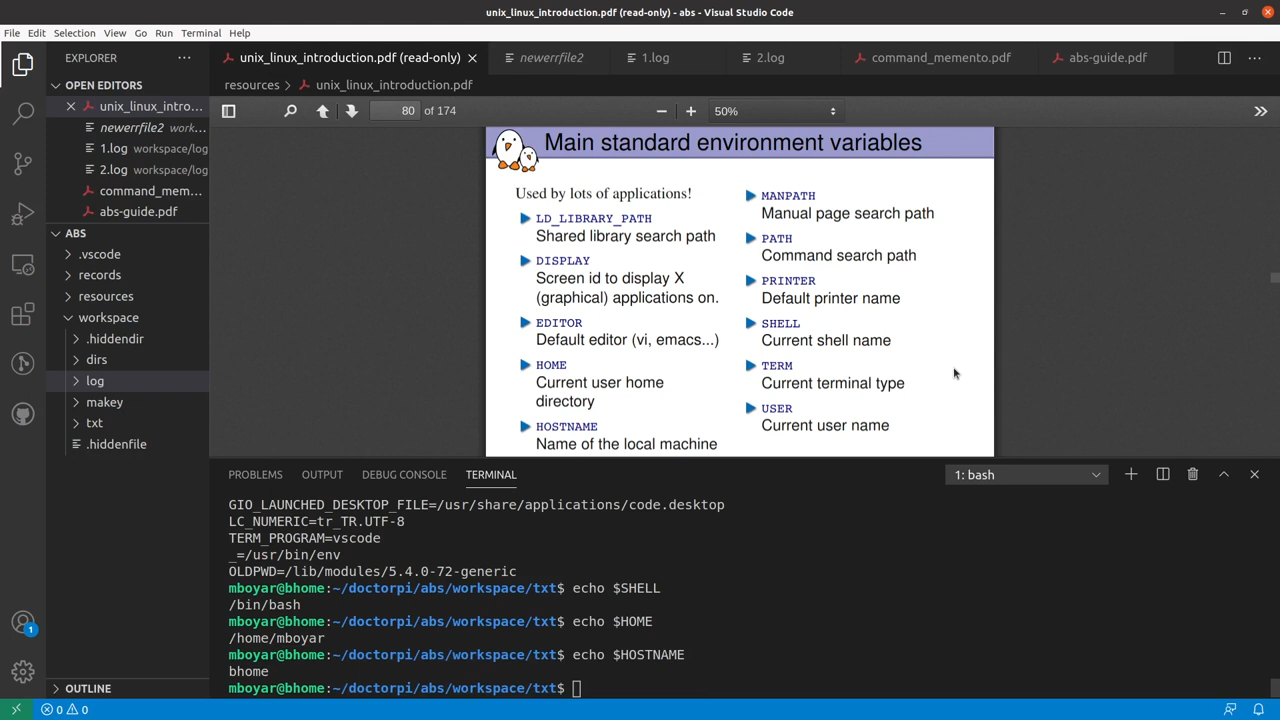 unix_linux_introduction.pdf (read-only) - abs - Visual Studio Code
File Edit Selection View Go Run Terminal Help
EXPLORER
OPEN EDITORS
unix_linux_intro...
newerrfile2 work...
1.log workspace/log
2.log workspace/log
command_mem...
abs-guide.pdf
ABS
.vscode
records
resources
workspace
.hiddendir
dirs
log
makey
txt
.hiddenfile
OUTLINE
unix_linux_introduction.pdf (read-only) newerrfile2 1.log 2.log command_memento.pdf abs-guide.pdf
resources > unix_linux_introduction.pdf
80 of 174 50%
Main standard environment variables
Used by lots of applications!
LD_LIBRARY_PATH
Shared library search path
DISPLAY
Screen id to display X
(graphical) applications on.
EDITOR
Default editor (vi, emacs...)
HOME
Current user home
directory
HOSTNAME
Name of the local machine
MANPATH
Manual page search path
PATH
Command search path
PRINTER
Default printer name
SHELL
Current shell name
TERM
Current terminal type
USER
Current user name
PROBLEMS OUTPUT DEBUG CONSOLE TERMINAL 1: bash
GIO_LAUNCHED_DESKTOP_FILE=/usr/share/applications/code.desktop
LC_NUMERIC=tr_TR.UTF-8
TERM_PROGRAM=vscode
_=/usr/bin/env
OLDPWD=/lib/modules/5.4.0-72-generic
mboyar@bhome:~/doctorpi/abs/workspace/txt$ echo $SHELL
/bin/bash
mboyar@bhome:~/doctorpi/abs/workspace/txt$ echo $HOME
/home/mboyar
mboyar@bhome:~/doctorpi/abs/workspace/txt$ echo $HOSTNAME
bhome
mboyar@bhome:~/doctorpi/abs/workspace/txt$
1
0 0